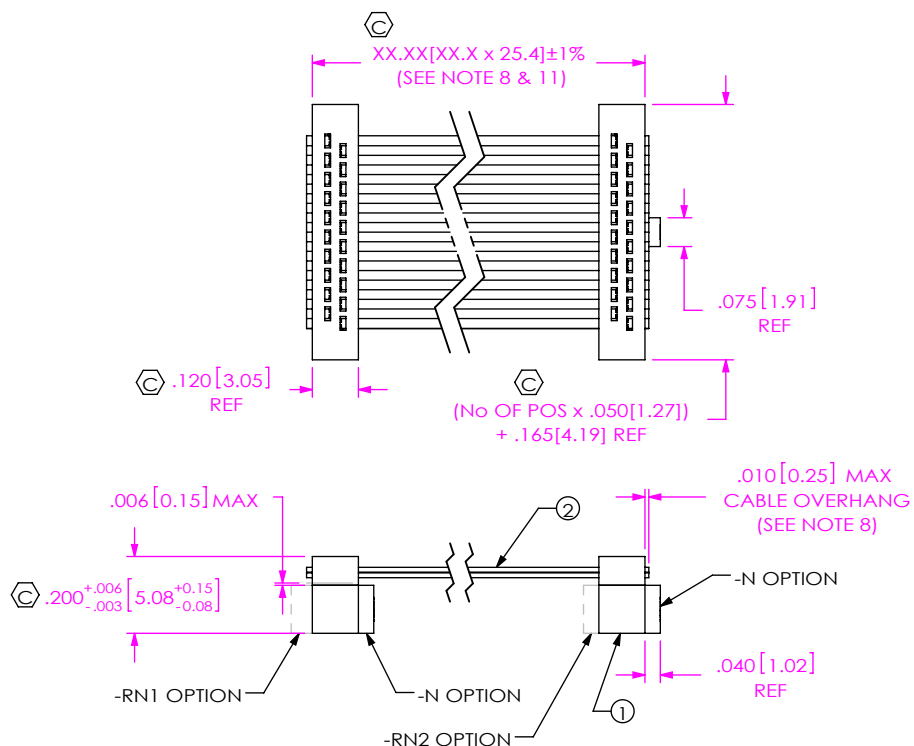 C
XX.XX[XX.X x 25.4]±1%
(SEE NOTE 8 & 11)
.075[1.91]
REF
C .120[3.05]
REF
C
(No OF POS x .050[1.27])
+ .165[4.19] REF
.006[0.15] MAX
2
.010[0.25] MAX
CABLE OVERHANG
(SEE NOTE 8)
-N OPTION
C .200 +.006 -.003 [5.08 +0.15 -0.08]
-RN1 OPTION
-N OPTION
-RN2 OPTION
1
.040[1.02]
REF